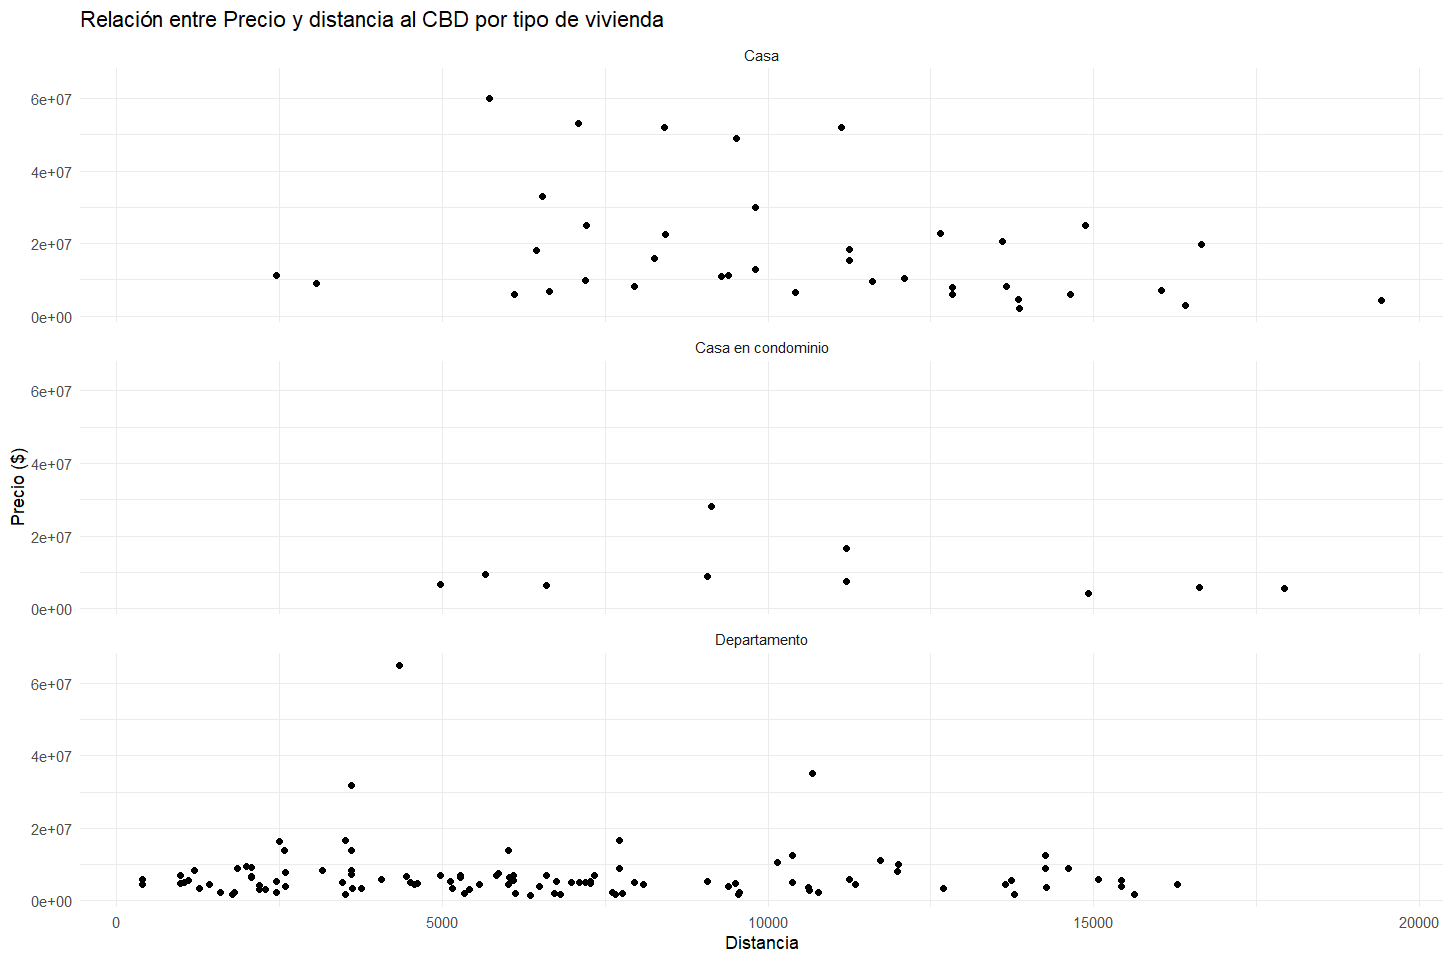 Relación entre Precio y distancia al CBD por tipo de vivienda
Casa
6e+07
4e+07
2e+07
0e+00
Casa en condominio
6e+07
4e+07
2e+07
0e+00
Precio ($)
Departamento
6e+07
4e+07
2e+07
0e+00
0 5000 10000 15000 20000
Distancia